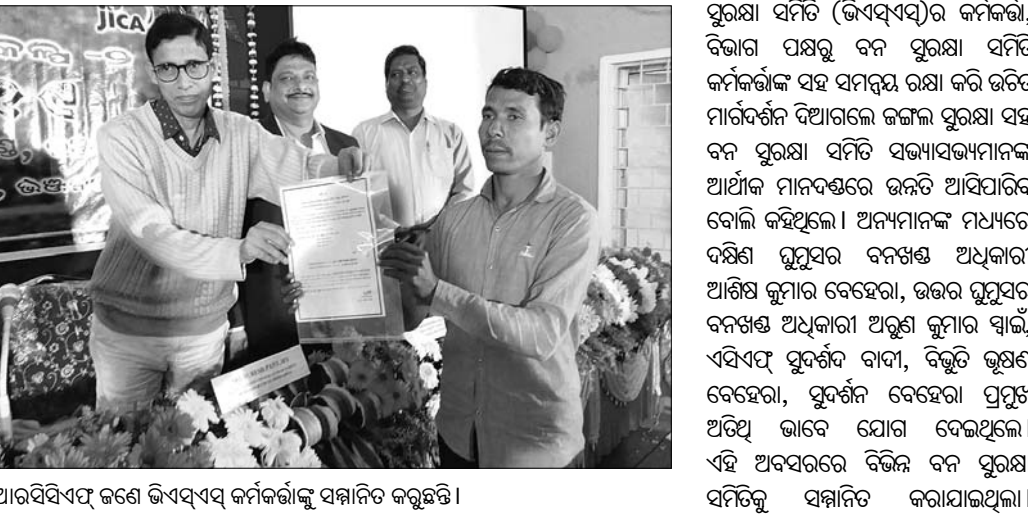 JICA
ଆରସିସିଏଫ୍ ଜଣେ ଭିଏସ୍ଏସ୍ କର୍ମକର୍ତ୍ତାଙ୍କୁ ସମ୍ମାନିତ କରୁଛନ୍ତି।
ସୁରକ୍ଷା ସମିତି (ଭିଏସ୍ଏସ୍)ର କର୍ମକର୍ତ୍ତା,
ବିଭାଗ ପକ୍ଷରୁ ବନ ସୁରକ୍ଷା ସମିତି
କର୍ମକର୍ତ୍ତାଙ୍କ ସହ ସମନ୍ୱୟ ରକ୍ଷା କରି ଉଚିତ
ମାର୍ଗଦର୍ଶନ ଦିଆଗଲେ ଜଙ୍ଗଲ ସୁରକ୍ଷା ସହ
ବନ ସୁରକ୍ଷା ସମିତି ସଭ୍ୟାସଭ୍ୟମାନଙ୍କ
ଆର୍ଥୀକ ମାନଦଣ୍ଡରେ ଉନ୍ନତି ଆସିପାରିବ
ବୋଲି କହିଥିଲେ। ଅନ୍ୟମାନଙ୍କ ମଧ୍ୟରେ
ଦକ୍ଷିଣ ଘୁମୁସର ବନଖଣ୍ଡ ଅଧିକାରୀ
ଆଶିଷ କୁମାର ବେହେରା, ଉତ୍ତର ଘୁମୁସର
ବନଖଣ୍ଡ ଅଧିକାରୀ ଅରୁଣ କୁମାର ସ୍ୱାଇଁ,
ଏସିଏଫ୍ ସୁଦର୍ଶଦ ବାଦୀ, ବିଭୁତି ଭୂଷଣ
ବେହେରା, ସୁଦର୍ଶନ ବେହେରା ପ୍ରମୁଖ
ଅତିଥି ଭାବେ ଯୋଗ ଦେଇଥିଲେ।
ଏହି ଅବସରରେ ବିଭିନ୍ନ ବନ ସୁରକ୍ଷା
ସମିତିକୁ ସମ୍ମାନିତ କରାଯାଇଥିଲା।